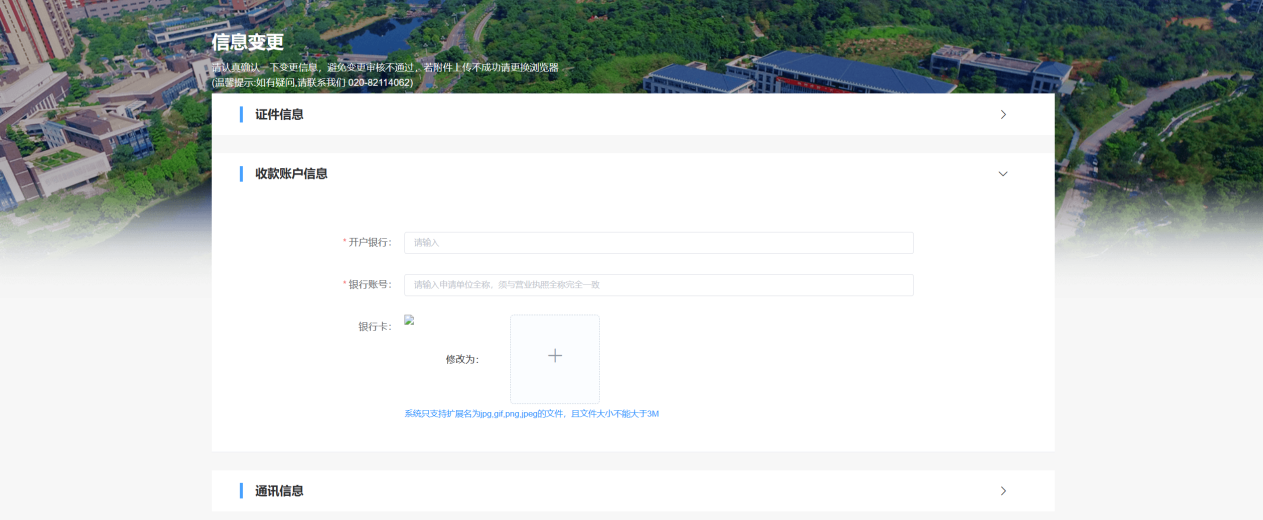 信息变更
请认真确认一下变更信息，避免变更审核不通过，若附件上传不成功请更换浏览器
(温馨提示:如有疑问,请联系我们 020-82114062)
证件信息
收款账户信息
* 开户银行： 请输入
* 银行账号： 请输入申请单位全称，须与营业执照全称完全一致
银行卡：
修改为：
系统只支持扩展名为jpg,gif,png,jpeg的文件，且文件大小不能大于3M
通讯信息